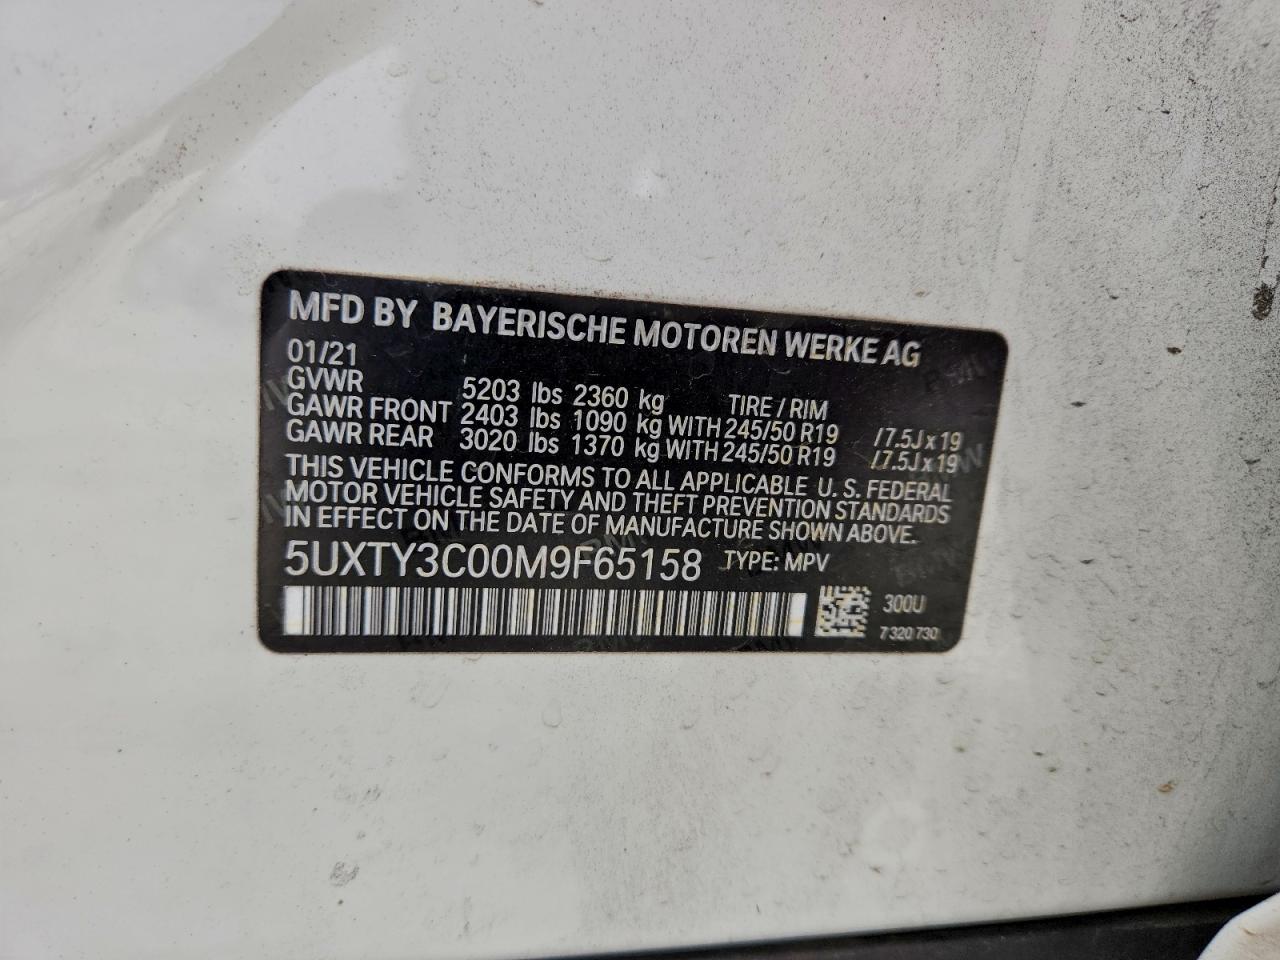 MFD BY BAYERISCHE MOTOREN WERKE AG
01/21
GVWR 5203 lbs 2360 kg TIRE / RIM
GAWR FRONT 2403 lbs 1090 kg WITH 245/50 R19 /7.5J x 19
GAWR REAR 3020 lbs 1370 kg WITH 245/50 R19 /7.5J x 19
THIS VEHICLE CONFORMS TO ALL APPLICABLE U. S. FEDERAL
MOTOR VEHICLE SAFETY AND THEFT PREVENTION STANDARDS
IN EFFECT ON THE DATE OF MANUFACTURE SHOWN ABOVE.
5UXTY3C00M9F65158 TYPE: MPV
300U
7 320 730